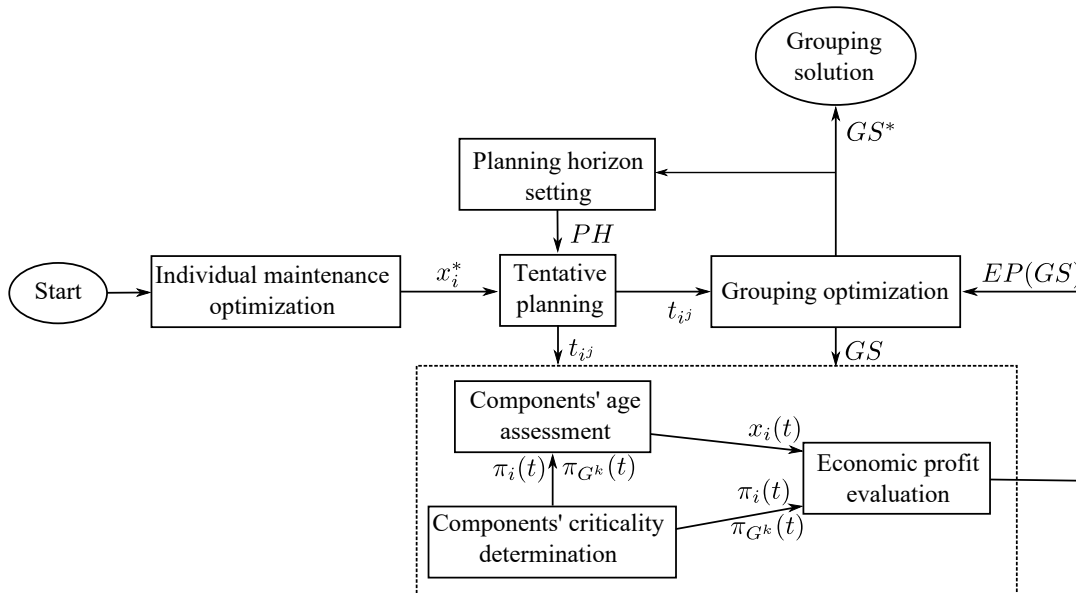 Grouping
solution
GS*
Planning horizon
setting
PH
Start
Individual maintenance
optimization
x_i^*
Tentative
planning
t_{i^j}
Grouping optimization
EP(GS)
t_{i^j}
GS
Components' age
assessment
x_i(t)
π_i(t) π_{G^k}(t)
Economic profit
evaluation
π_i(t)
π_{G^k}(t)
Components' criticality
determination